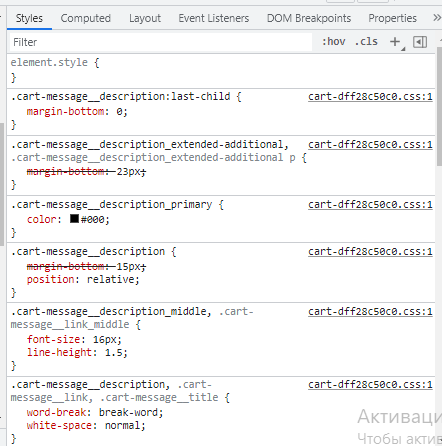 Styles Computed Layout Event Listeners DOM Breakpoints Properties
Filter :hov .cls
element.style {
}
.cart-message__description:last-child { cart-dff28c50c0.css:1
margin-bottom: 0;
}
.cart-message__description_extended-additional, cart-dff28c50c0.css:1
.cart-message__description_extended-additional p {
margin-bottom: 23px;
}
.cart-message__description_primary { cart-dff28c50c0.css:1
color: #000;
}
.cart-message__description { cart-dff28c50c0.css:1
margin-bottom: 15px;
position: relative;
}
.cart-message__description_middle, .cart- cart-dff28c50c0.css:1
message__link_middle {
font-size: 16px;
line-height: 1.5;
}
.cart-message__description, .cart- cart-dff28c50c0.css:1
message__link, .cart-message__title {
word-break: break-word;
white-space: normal;
}
Активаци
Чтобы актив